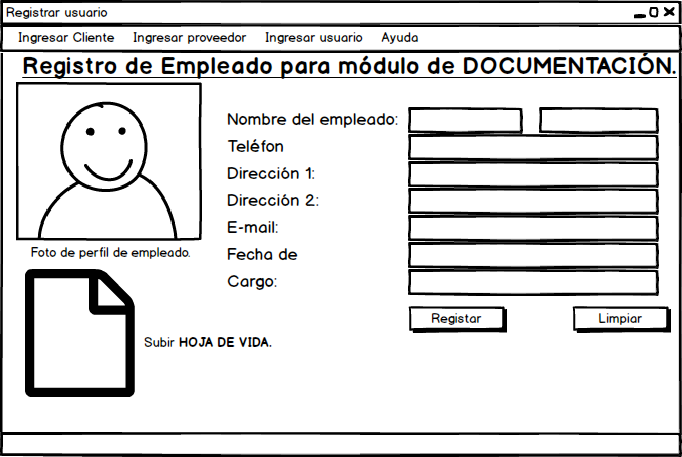 Registrar usuario
Ingresar Cliente Ingresar proveedor Ingresar usuario Ayuda
Registro de Empleado para módulo de DOCUMENTACIÓN.
Nombre del empleado:
Teléfon
Dirección 1:
Dirección 2:
E-mail:
Fecha de
Cargo:
Foto de perfil de empleado.
Registar Limpiar
Subir HOJA DE VIDA.